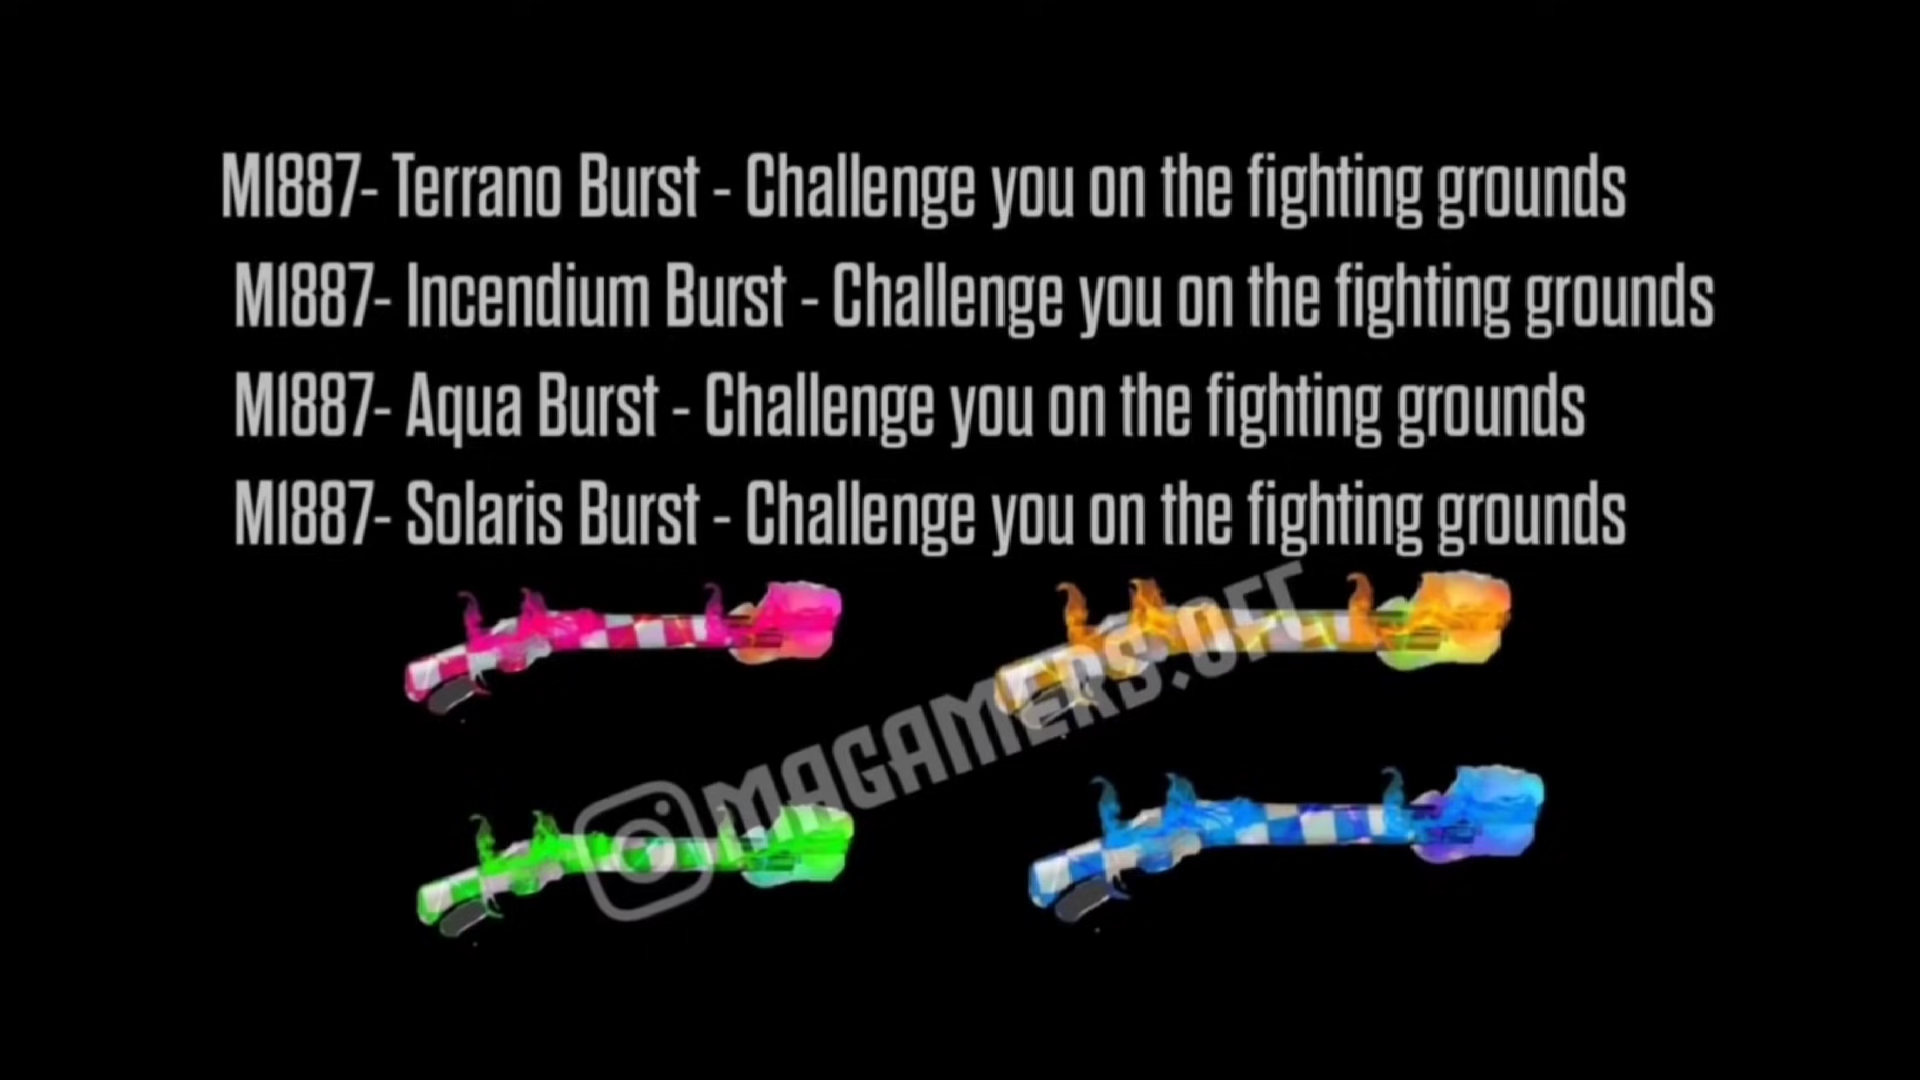 M1887- Terrano Burst - Challenge you on the fighting grounds
M1887- Incendium Burst - Challenge you on the fighting grounds
M1887- Aqua Burst - Challenge you on the fighting grounds
M1887- Solaris Burst - Challenge you on the fighting grounds
MAGAMERS.OFC